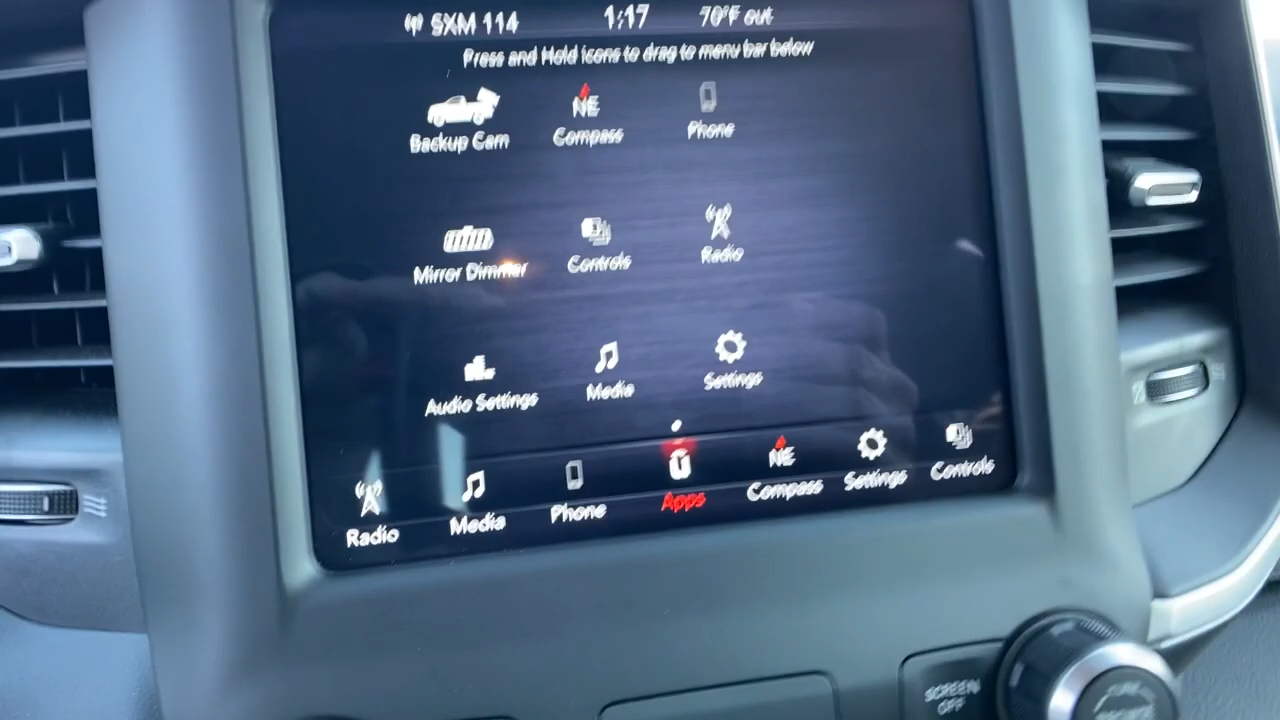 SXM 114 1:17 70°F out
Press and Hold icons to drag to menu bar below
Backup Cam NE Compass Phone
Mirror Dimmer Controls Radio
Audio Settings Media Settings
Radio Media Phone Apps NE Compass Settings Controls
SCREEN
OFF